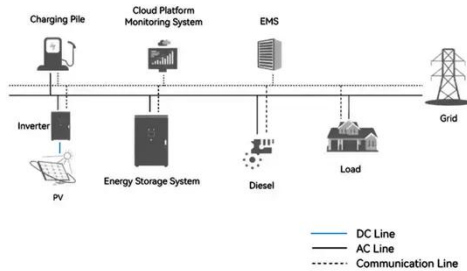 Charging Pile
Cloud Platform
Monitoring System
EMS
Inverter
Grid
Energy Storage System
Diesel
Load
PV
DC Line
AC Line
Communication Line